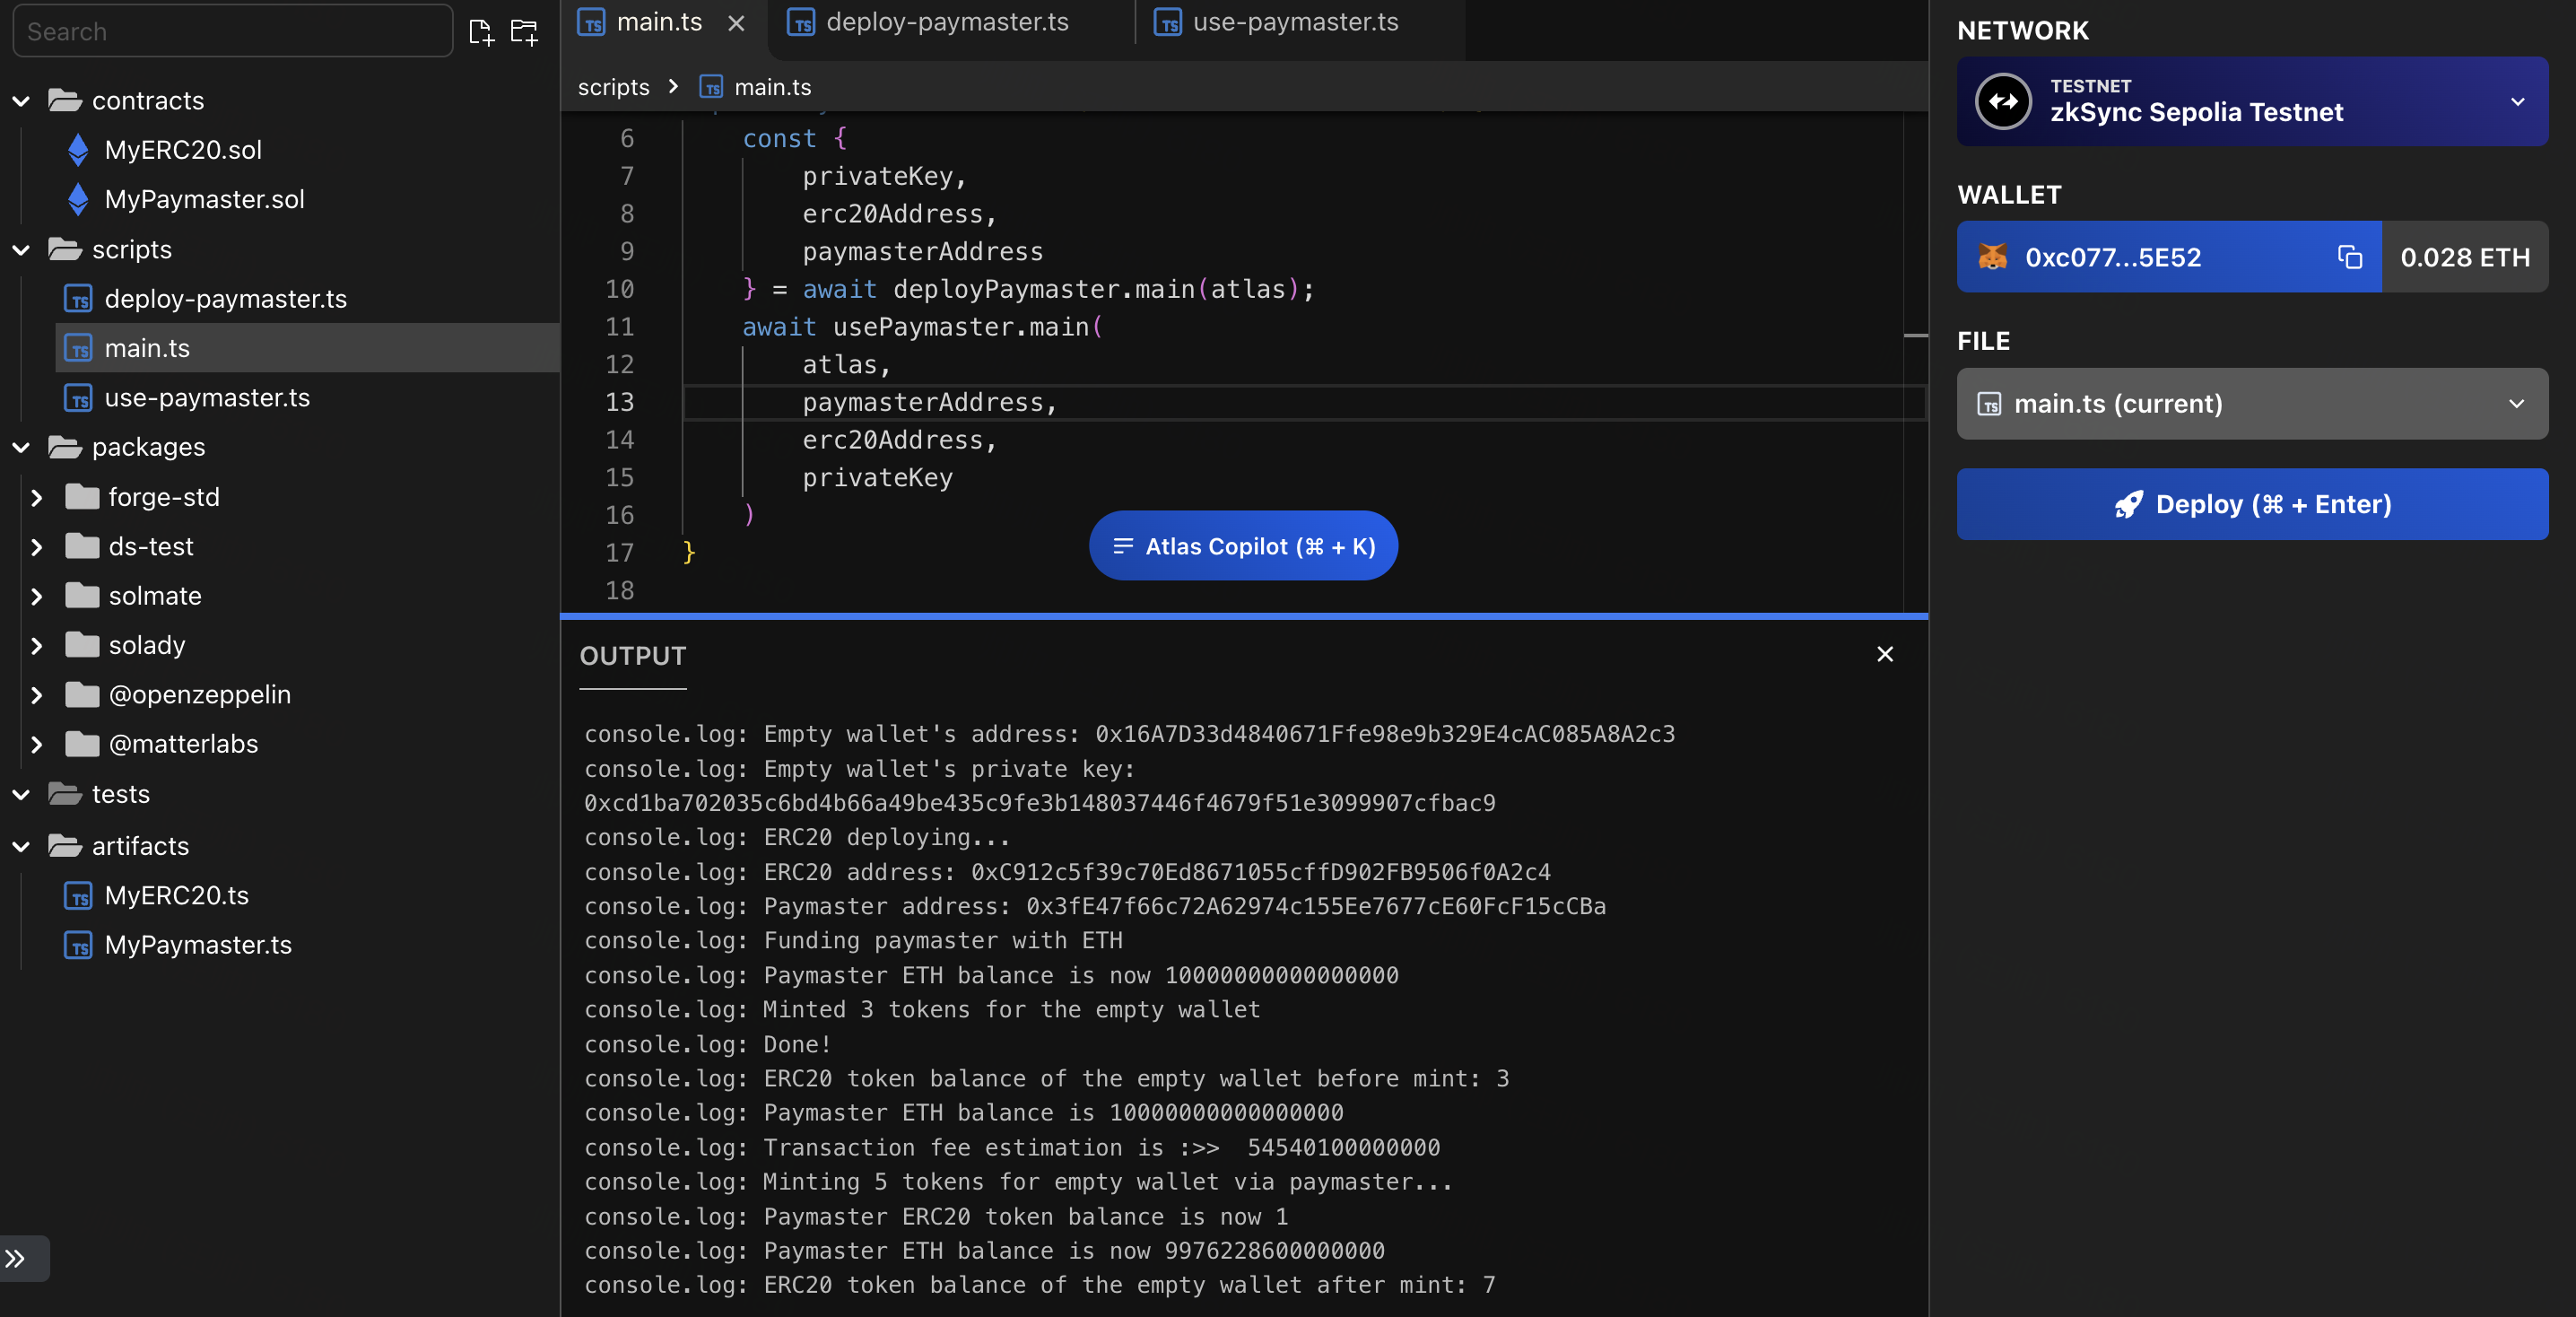 Search
contracts
MyERC20.sol
MyPaymaster.sol
scripts
deploy-paymaster.ts
main.ts
use-paymaster.ts
packages
forge-std
ds-test
solmate
solady
@openzeppelin
@matterlabs
tests
artifacts
MyERC20.ts
MyPaymaster.ts
main.ts
deploy-paymaster.ts
use-paymaster.ts
scripts > main.ts
6 const {
7 privateKey,
8 erc20Address,
9 paymasterAddress
10 } = await deployPaymaster.main(atlas);
11 await usePaymaster.main(
12 atlas,
13 paymasterAddress,
14 erc20Address,
15 privateKey
16 )
17 }
18
Atlas Copilot (⌘ + K)
OUTPUT
console.log: Empty wallet's address: 0x16A7D33d4840671Ffe98e9b329E4cAC085A8A2c3
console.log: Empty wallet's private key:
0xcd1ba702035c6bd4b66a49be435c9fe3b148037446f4679f51e3099907cfbac9
console.log: ERC20 deploying...
console.log: ERC20 address: 0xC912c5f39c70Ed8671055cffD902FB9506f0A2c4
console.log: Paymaster address: 0x3fE47f66c72A62974c155Ee7677cE60FcF15cCBa
console.log: Funding paymaster with ETH
console.log: Paymaster ETH balance is now 10000000000000000
console.log: Minted 3 tokens for the empty wallet
console.log: Done!
console.log: ERC20 token balance of the empty wallet before mint: 3
console.log: Paymaster ETH balance is 10000000000000000
console.log: Transaction fee estimation is :>>  54540100000000
console.log: Minting 5 tokens for empty wallet via paymaster...
console.log: Paymaster ERC20 token balance is now 1
console.log: Paymaster ETH balance is now 9976228600000000
console.log: ERC20 token balance of the empty wallet after mint: 7
NETWORK
TESTNET
zkSync Sepolia Testnet
WALLET
0xc077...5E52
0.028 ETH
FILE
main.ts (current)
Deploy (⌘ + Enter)